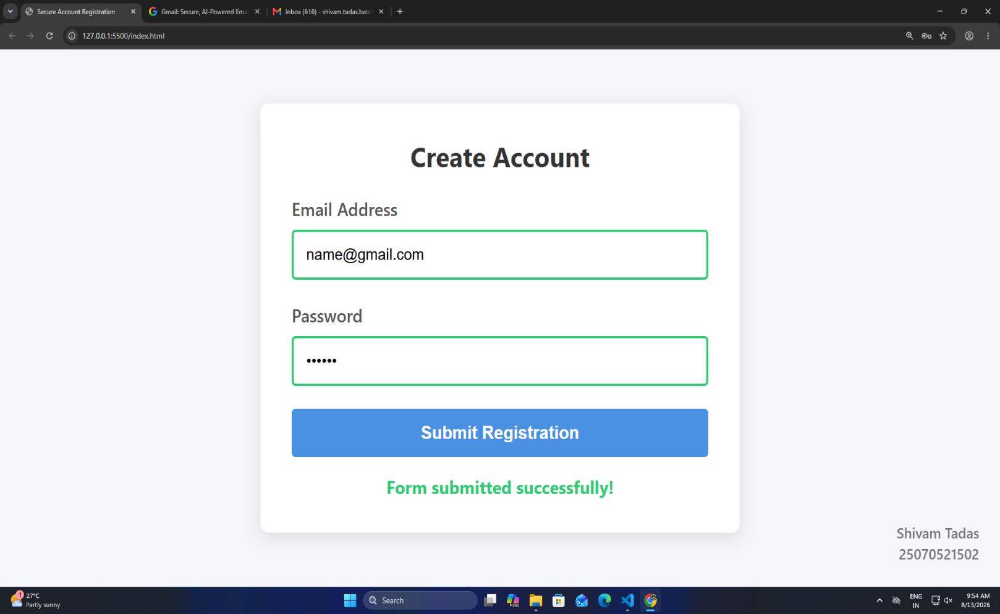 Secure Account Registration
Gmail: Secure, AI-Powered Ema
Inbox (616) - shivam.tadas.batc
127.0.0.1:5500/index.html
Create Account
Email Address
name@gmail.com
Password
••••••
Submit Registration
Form submitted successfully!
Shivam Tadas
25070521502
1
27°C
Partly sunny
Search
M365
ENG
IN
9:54 AM
8/13/2026